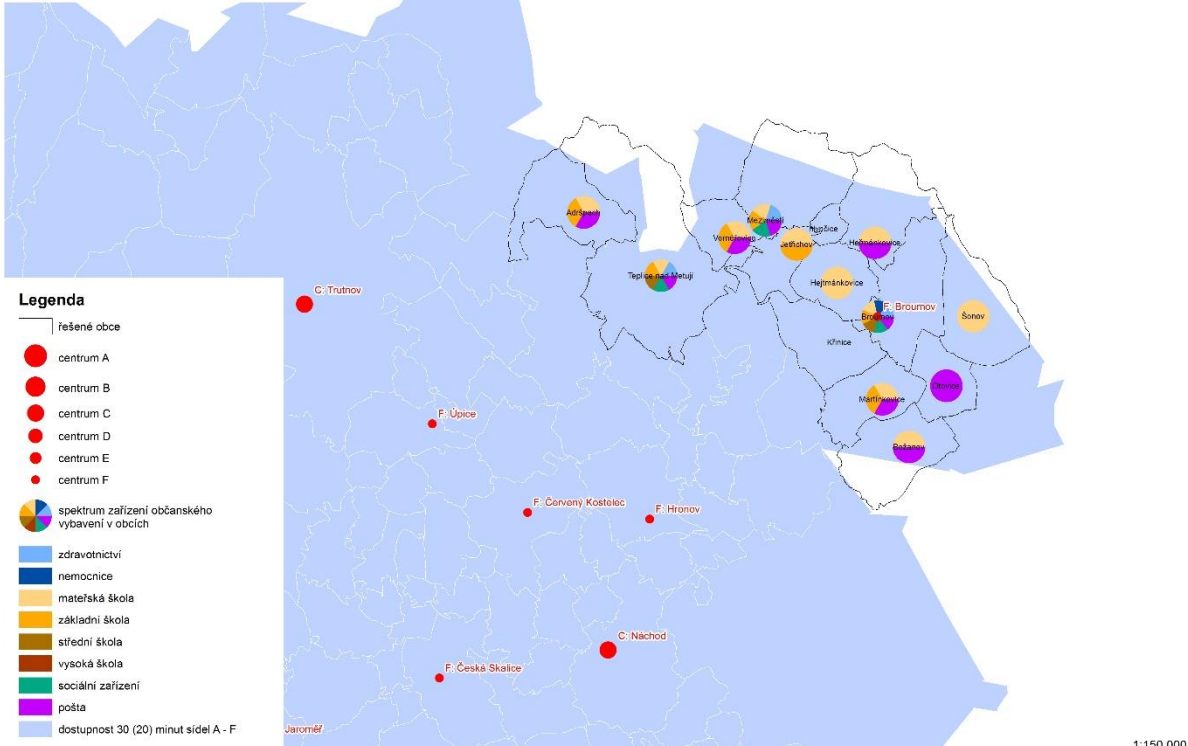 Adršpach
Meziměstí
Vernéřovice
Jetřichov
Hynčice
Heřmánkovice
Teplice nad Metují
Hejtmánkovice
F: Broumov
Broumov
Šonov
Křinice
Otovice
Martínkovice
Božanov
C: Trutnov
F: Úpice
F: Červený Kostelec
F: Hronov
C: Náchod
F: Česká Skalice
Jaroměř
Legenda
řešené obce
centrum A
centrum B
centrum C
centrum D
centrum E
centrum F
spektrum zařízení občanského
vybavení v obcích
zdravotnictví
nemocnice
mateřská škola
základní škola
střední škola
vysoká škola
sociální zařízení
pošta
dostupnost 30 (20) minut sídel A - F
1:150 000